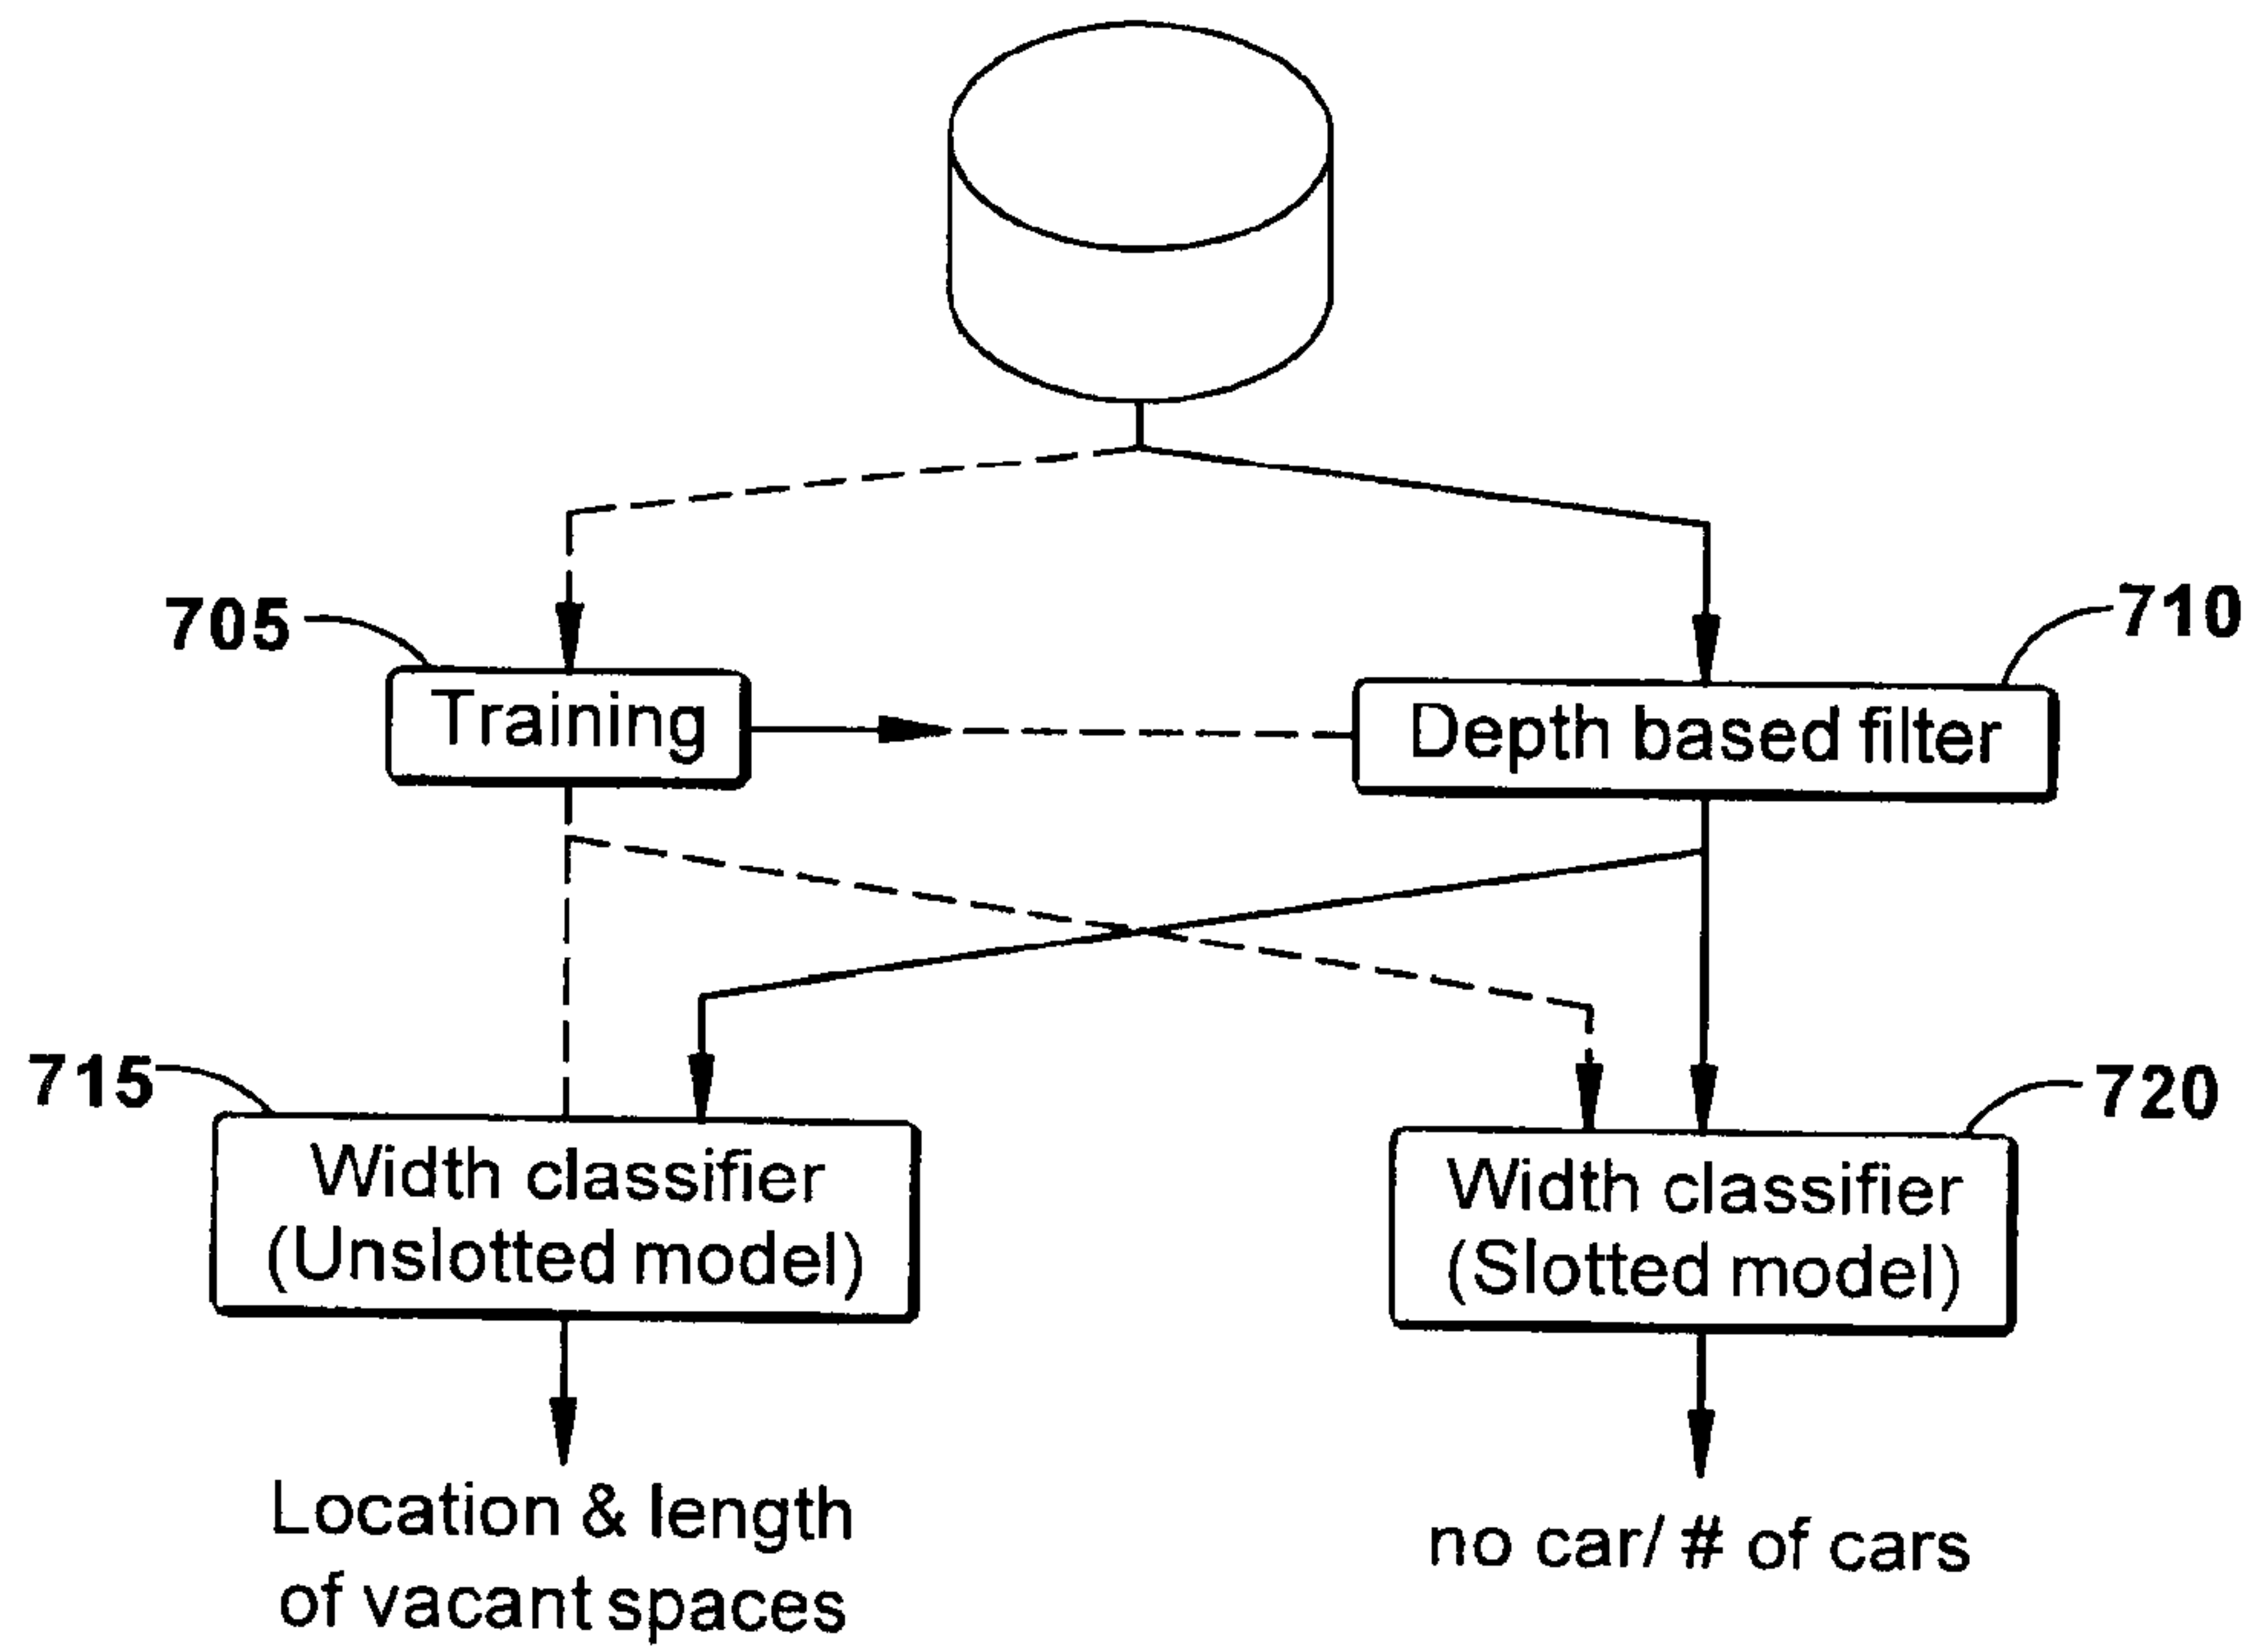 705
710
Training
Depth based filter
715
720
Width classifier
(Unslotted model)
Width classifier
(Slotted model)
Location & length
of vacant spaces
no car/ # of cars